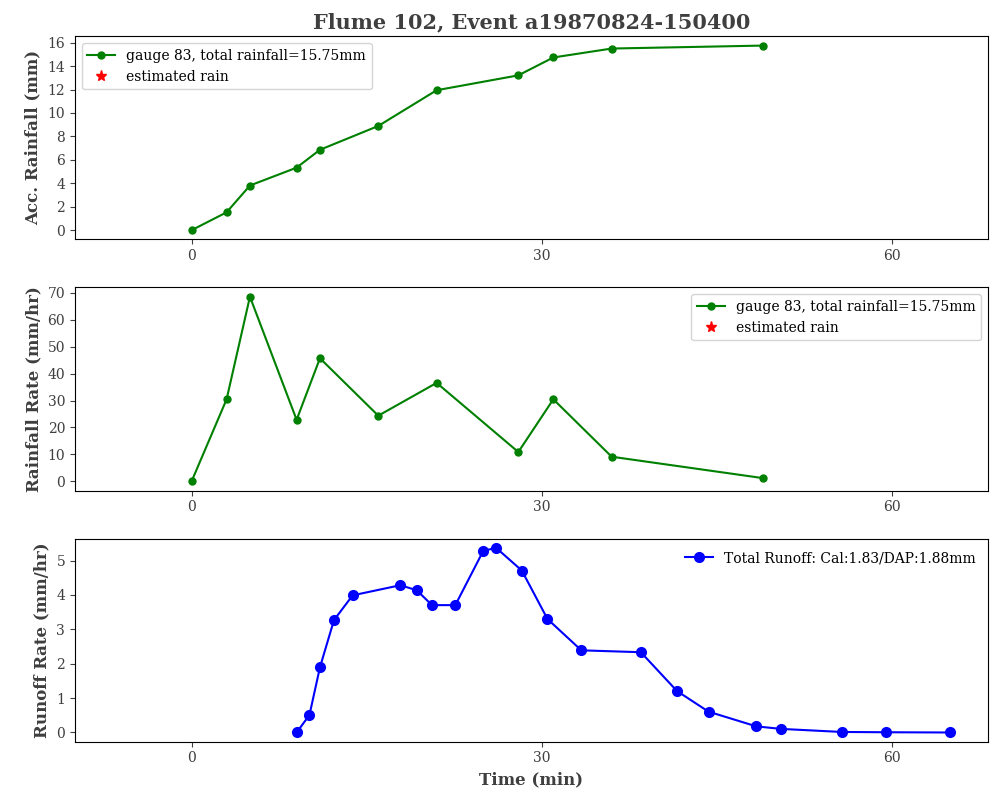 Flume 102, Event a19870824-150400
Acc. Rainfall (mm)
16
14
12
10
8
6
4
2
0
gauge 83, total rainfall=15.75mm
estimated rain
0 30 60
Rainfall Rate (mm/hr)
70
60
50
40
30
20
10
0
gauge 83, total rainfall=15.75mm
estimated rain
0 30 60
Runoff Rate (mm/hr)
5
4
3
2
1
0
Total Runoff: Cal:1.83/DAP:1.88mm
0 30 60
Time (min)